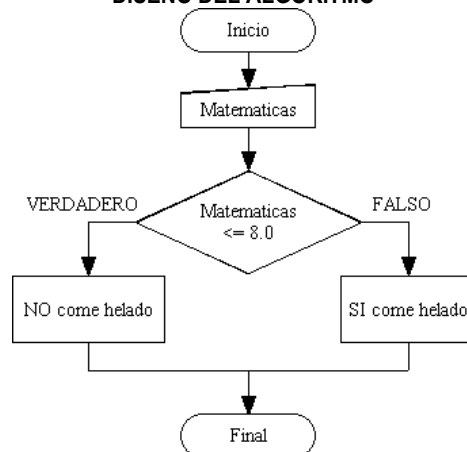 DISEÑO DEL ALGORITMO
Inicio
Matematicas
VERDADERO
Matematicas
<= 8.0
FALSO
NO come helado
SI come helado
Final